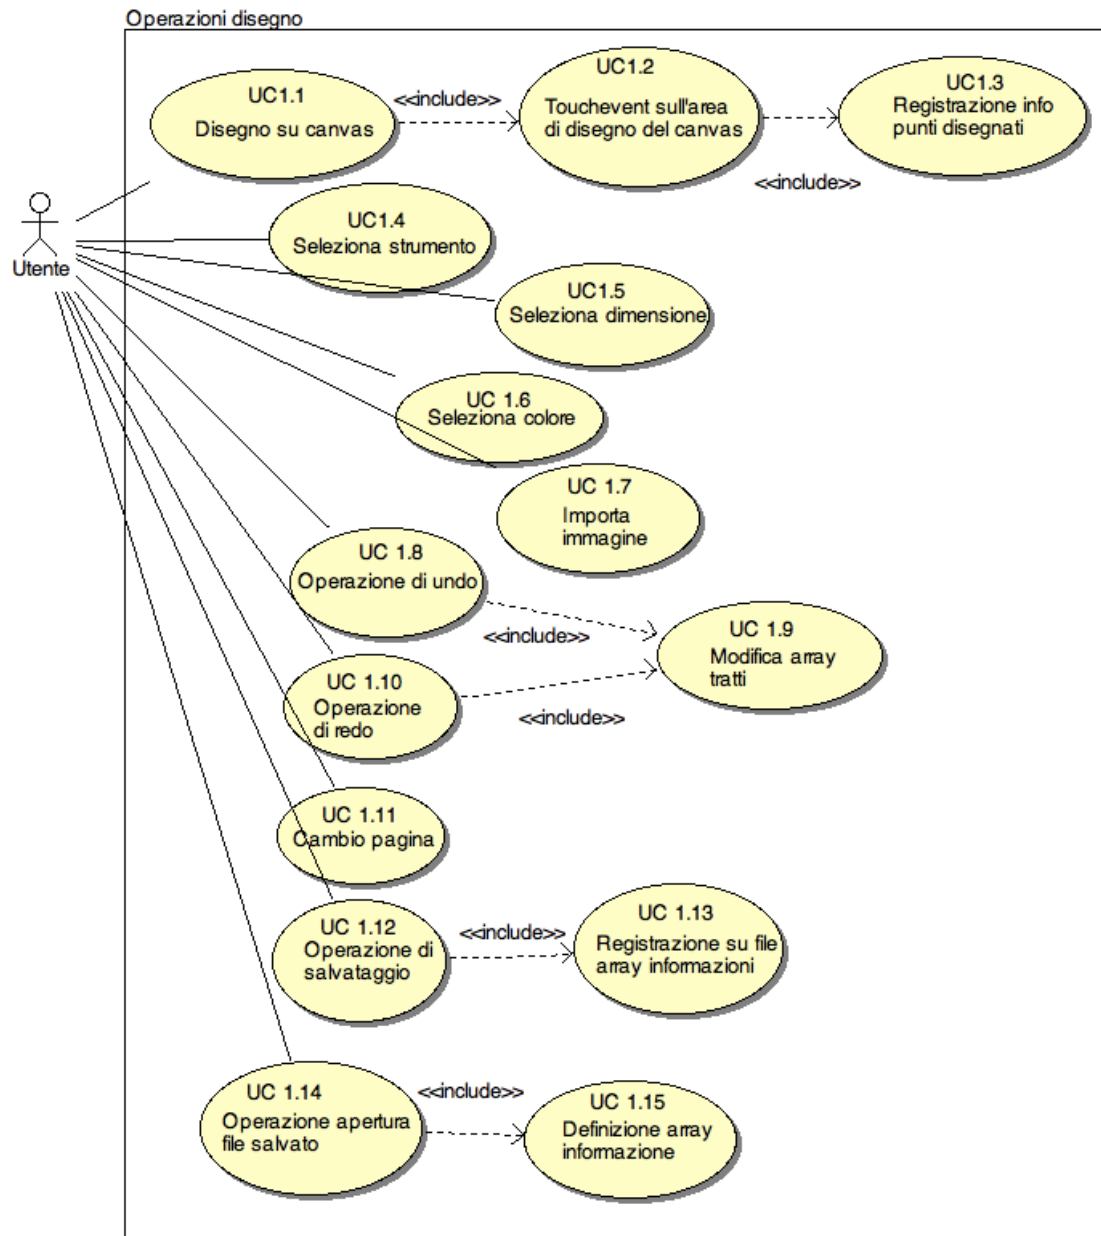 Operazioni disegno
UC1.1
Disegno su canvas
<<include>>
UC1.2
Touchevent sull'area
di disegno del canvas
<<include>>
UC1.3
Registrazione info
punti disegnati
Utente
UC1.4
Seleziona strumento
UC1.5
Seleziona dimensione
UC 1.6
Seleziona colore
UC 1.7
Importa
immagine
UC 1.8
Operazione di undo
<<include>>
UC 1.9
Modifica array
tratti
UC 1.10
Operazione
di redo
<<include>>
UC 1.11
Cambio pagina
UC 1.12
Operazione di
salvataggio
<<include>>
UC 1.13
Registrazione su file
array informazioni
UC 1.14
Operazione apertura
file salvato
<<include>>
UC 1.15
Definizione array
informazione